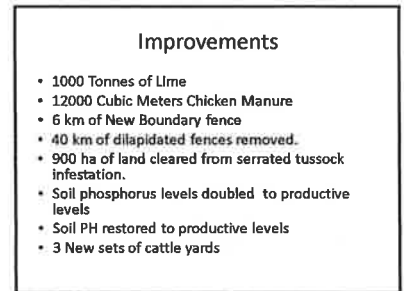 Improvements
• 1000 Tonnes of Lime
• 12000 Cubic Meters Chicken Manure
• 6 km of New Boundary fence
• 40 km of dilapidated fences removed.
• 900 ha of land cleared from serrated tussock
infestation.
• Soil phosphorus levels doubled to productive
levels
• Soil PH restored to productive levels
• 3 New sets of cattle yards